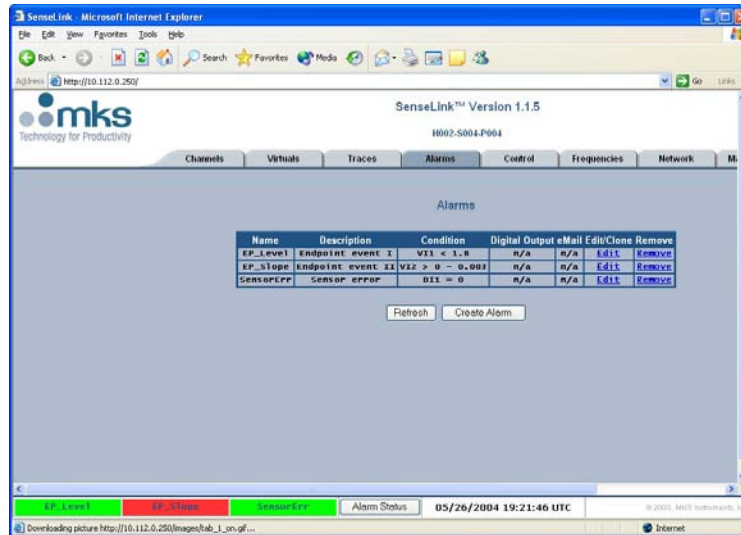 SenseLink - Microsoft Internet Explorer
File Edit View Favorites Tools Help
Back Search Favorites Media
Address http://10.112.0.250/ Go Links
mks
Technology for Productivity
SenseLink™ Version 1.1.5
H002-S004-P004
Channels Virtuals Traces Alarms Control Frequencies Network
Alarms
Name Description Condition Digital Output eMail Edit/Clone Remove
EP_Level Endpoint event I VI1 < 1.8 n/a n/a Edit Remove
EP_Slope Endpoint event II VI2 > 0 - 0.001 n/a n/a Edit Remove
SensorErr Sensor error DI1 = 0 n/a n/a Edit Remove
Refresh Create Alarm
EP_Level EP_Slope SensorErr Alarm Status 05/26/2004 19:21:46 UTC © 2003, MKS Instruments,
Downloading picture http://10.112.0.250/images/tab_1_on.gif... Internet